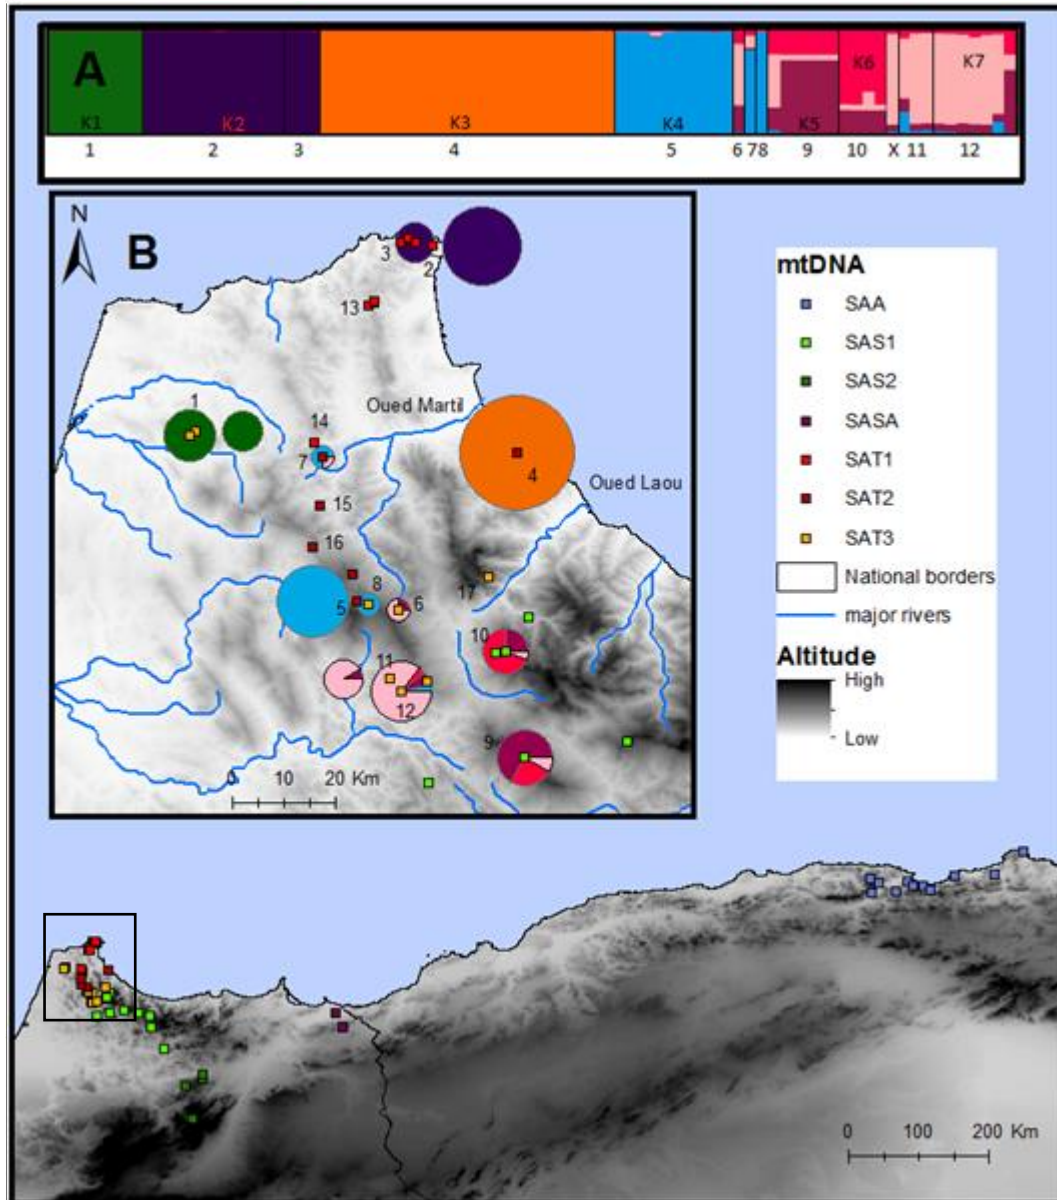 A
K1 K2 K3 K4 K5 K6 K7
1 2 3 4 5 6 7 8 9 10 X 11 12
N
B
3
2
13
Oued Martil
1
14
7
4
Oued Laou
15
16
17
8
5
6
10
11
12
9
0 10 20 Km
mtDNA
SAA
SAS1
SAS2
SASA
SAT1
SAT2
SAT3
National borders
major rivers
Altitude
High
Low
0 100 200 Km